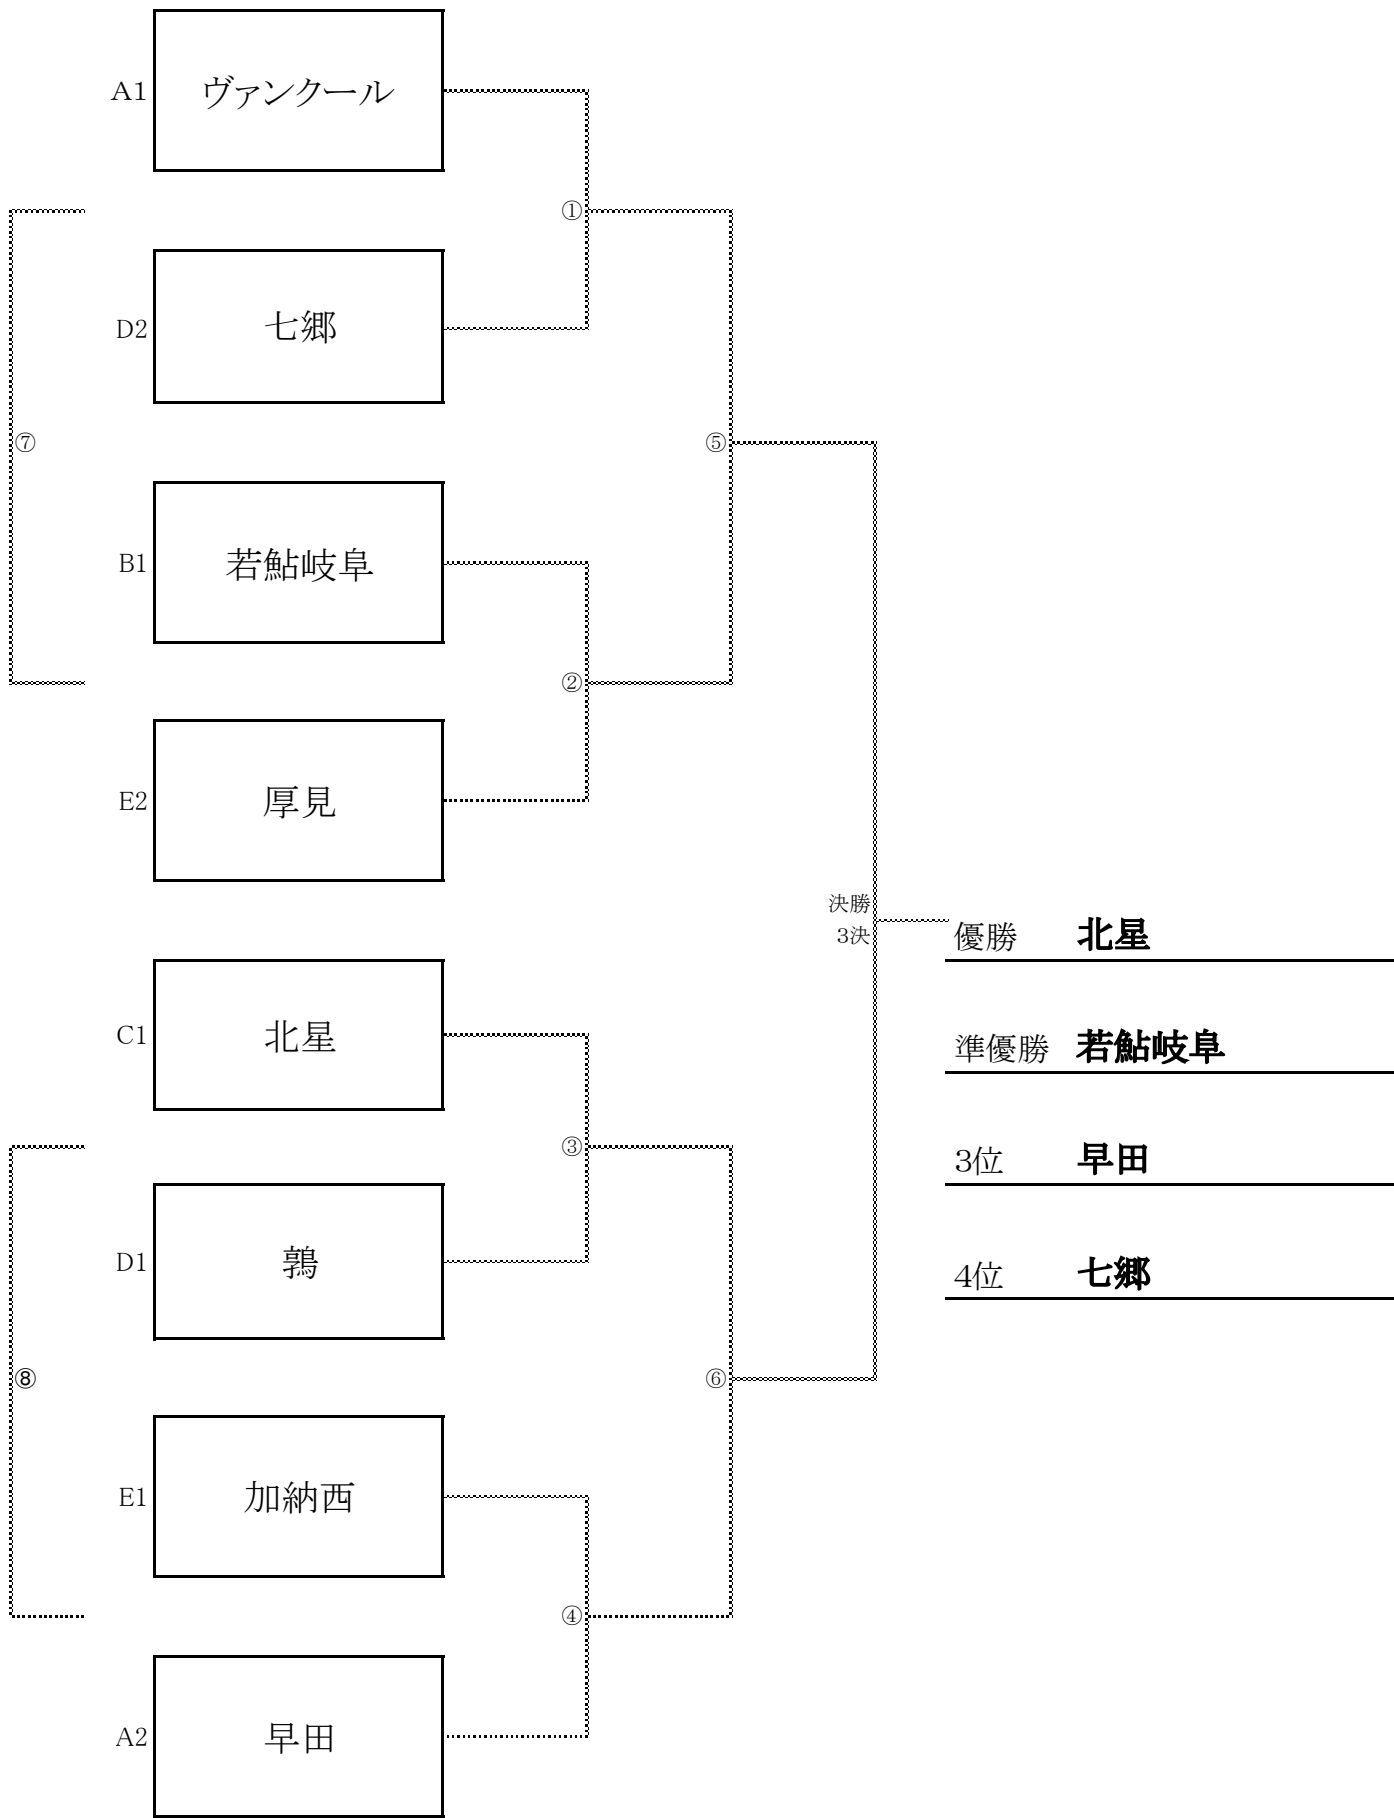 A1 ヴァンクール
①
D2 七郷
⑦ ⑤
B1 若鮎岐阜
②
E2 厚見
決勝
3決
優勝 北星
C1 北星
準優勝 若鮎岐阜
③
3位 早田
D1 鶉
4位 七郷
⑧ ⑥
E1 加納西
④
A2 早田